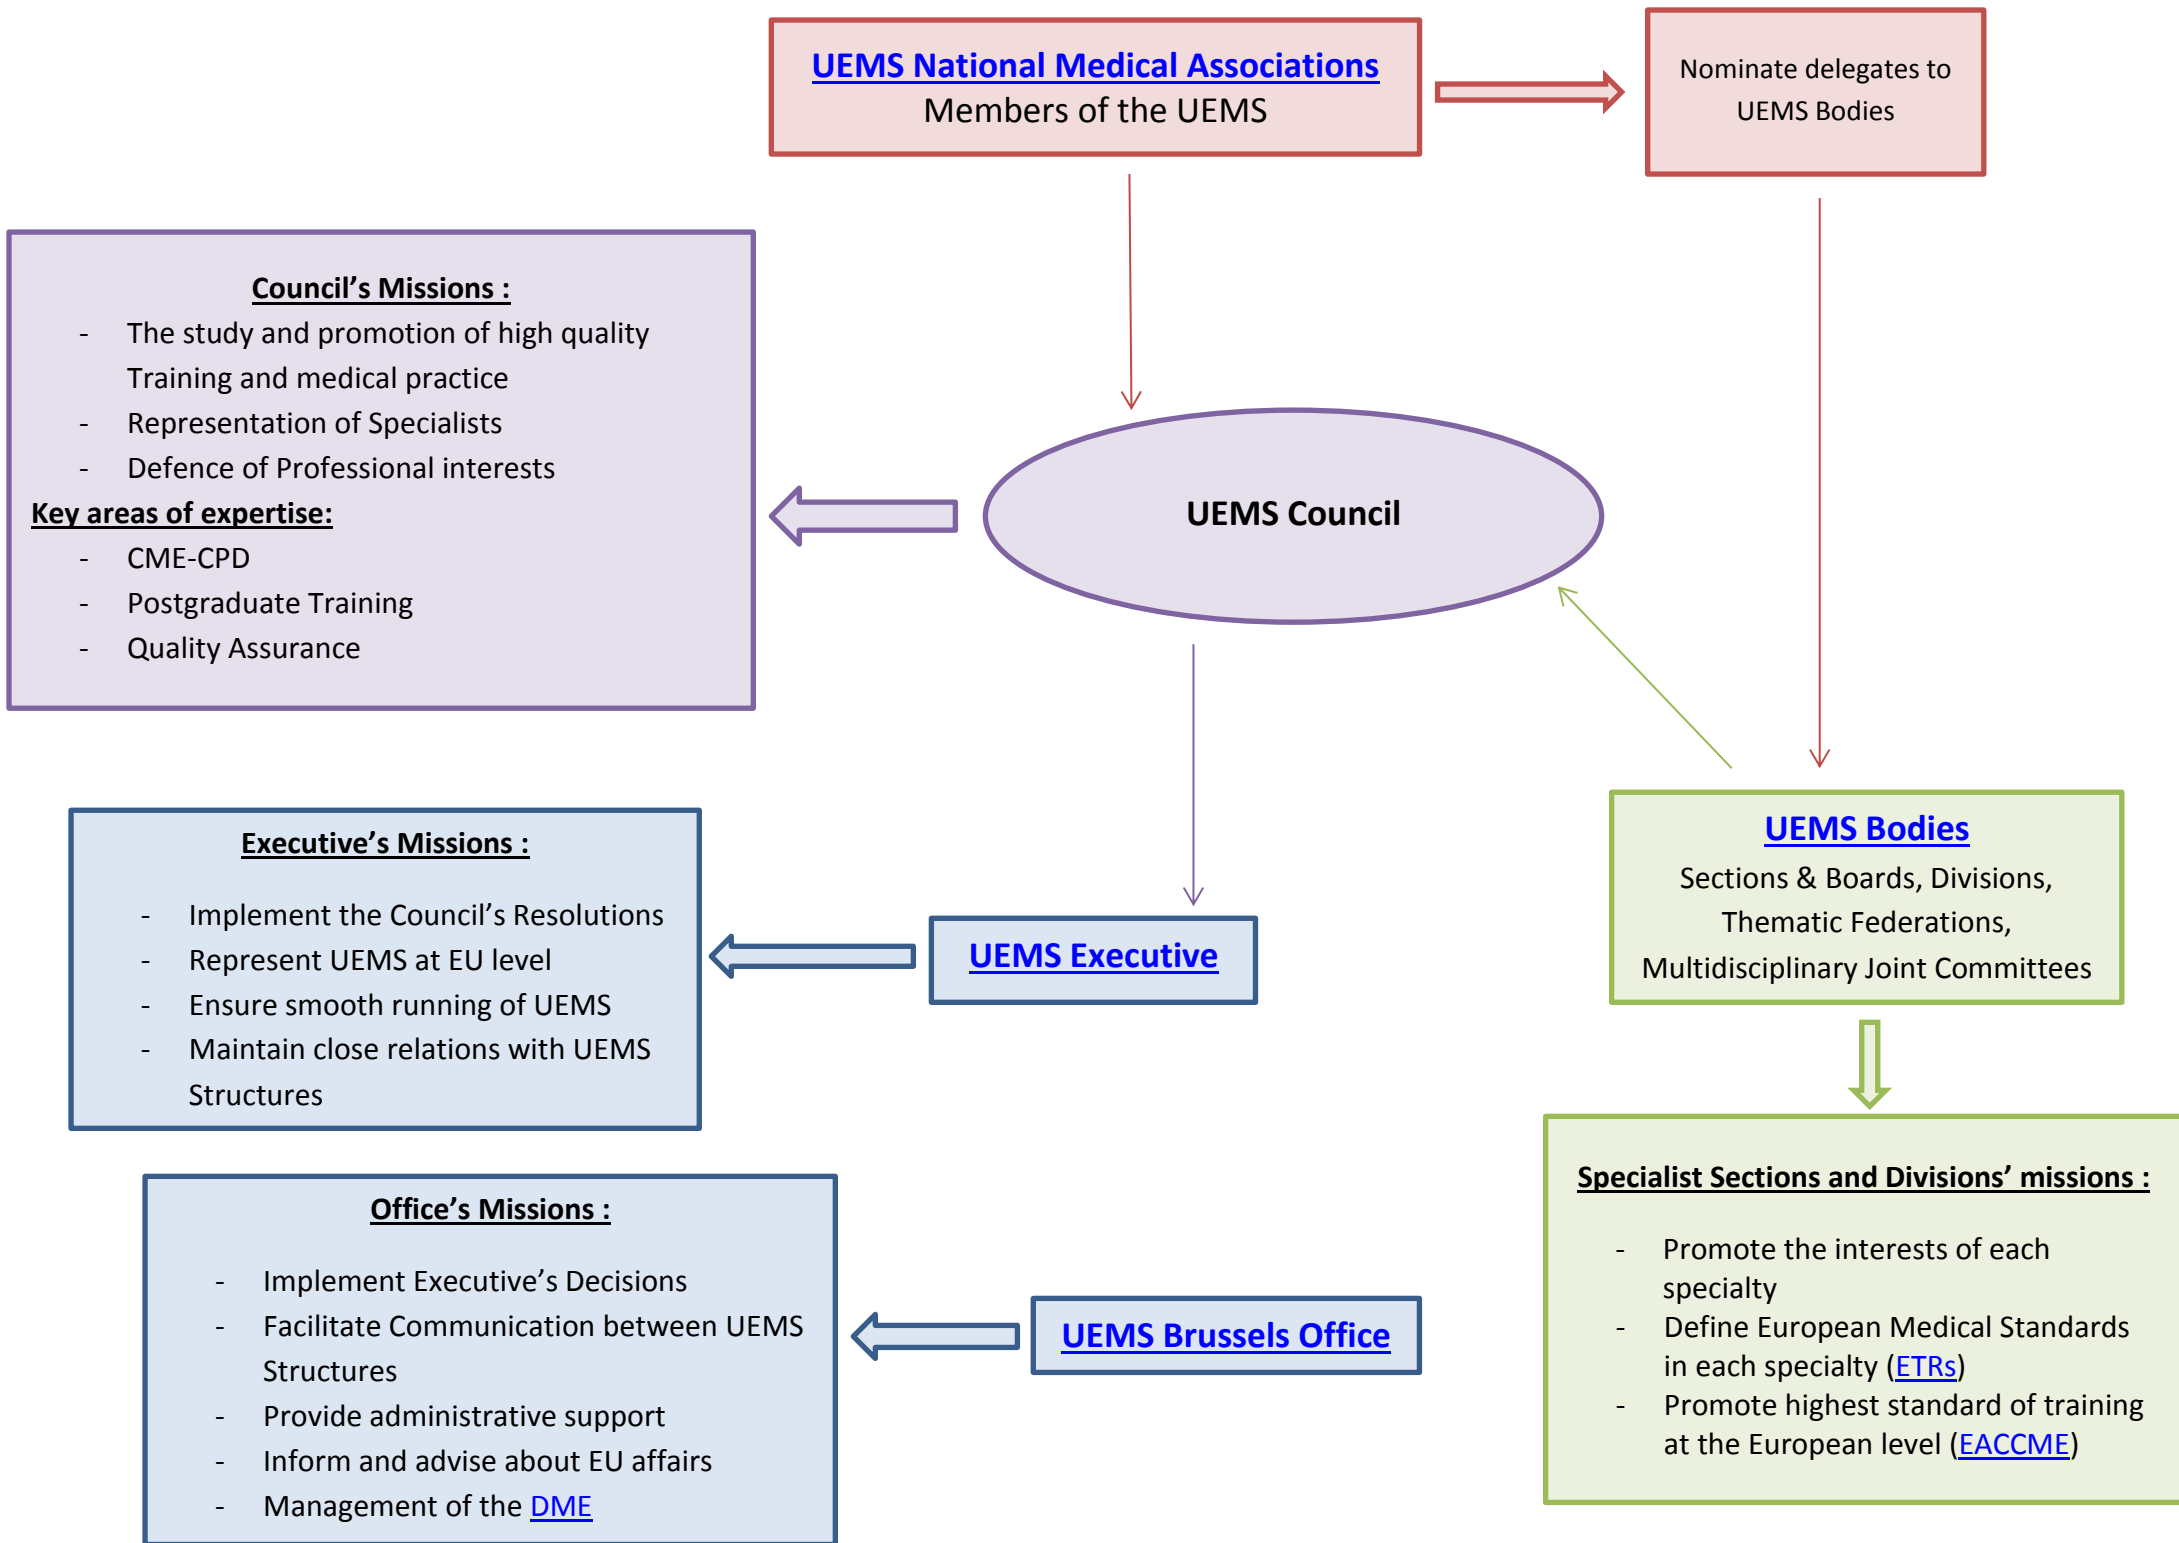 UEMS National Medical Associations
Members of the UEMS
Nominate delegates to
UEMS Bodies
Council’s Missions :
- The study and promotion of high quality
Training and medical practice
- Representation of Specialists
- Defence of Professional interests
Key areas of expertise:
- CME-CPD
- Postgraduate Training
- Quality Assurance
UEMS Council
Executive’s Missions :
- Implement the Council’s Resolutions
- Represent UEMS at EU level
- Ensure smooth running of UEMS
- Maintain close relations with UEMS
Structures
UEMS Executive
UEMS Bodies
Sections & Boards, Divisions,
Thematic Federations,
Multidisciplinary Joint Committees
Office’s Missions :
- Implement Executive’s Decisions
- Facilitate Communication between UEMS
Structures
- Provide administrative support
- Inform and advise about EU affairs
- Management of the DME
UEMS Brussels Office
Specialist Sections and Divisions’ missions :
- Promote the interests of each
specialty
- Define European Medical Standards
in each specialty (ETRs)
- Promote highest standard of training
at the European level (EACCME)